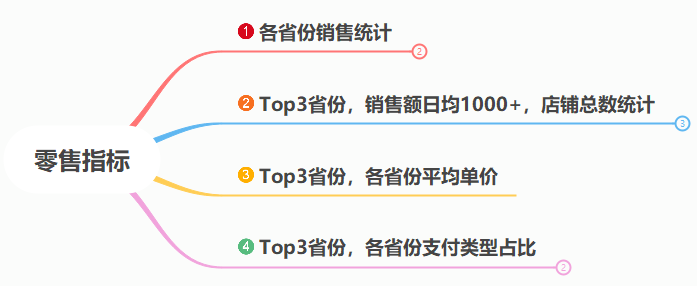 零售指标
1 各省份销售统计 2
2 Top3省份，销售额日均1000+，店铺总数统计 3
3 Top3省份，各省份平均单价
4 Top3省份，各省份支付类型占比 2